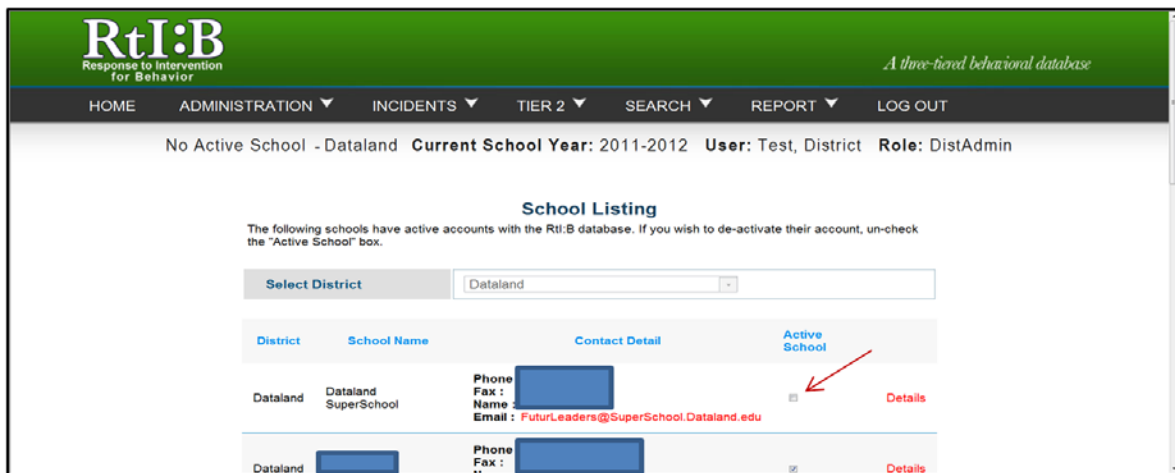 RtI:B
Response to Intervention
for Behavior
A three-tiered behavioral database
HOME ADMINISTRATION INCIDENTS TIER 2 SEARCH REPORT LOG OUT
No Active School - Dataland Current School Year: 2011-2012 User: Test, District Role: DistAdmin
School Listing
The following schools have active accounts with the RtI:B database. If you wish to de-activate their account, un-check
the "Active School" box.
Select District Dataland
District School Name Contact Detail Active
School
Dataland Dataland
SuperSchool
Phone
Fax :
Name :
Email : FuturLeaders@SuperSchool.Dataland.edu
Details
Dataland
Phone
Fax :
Details